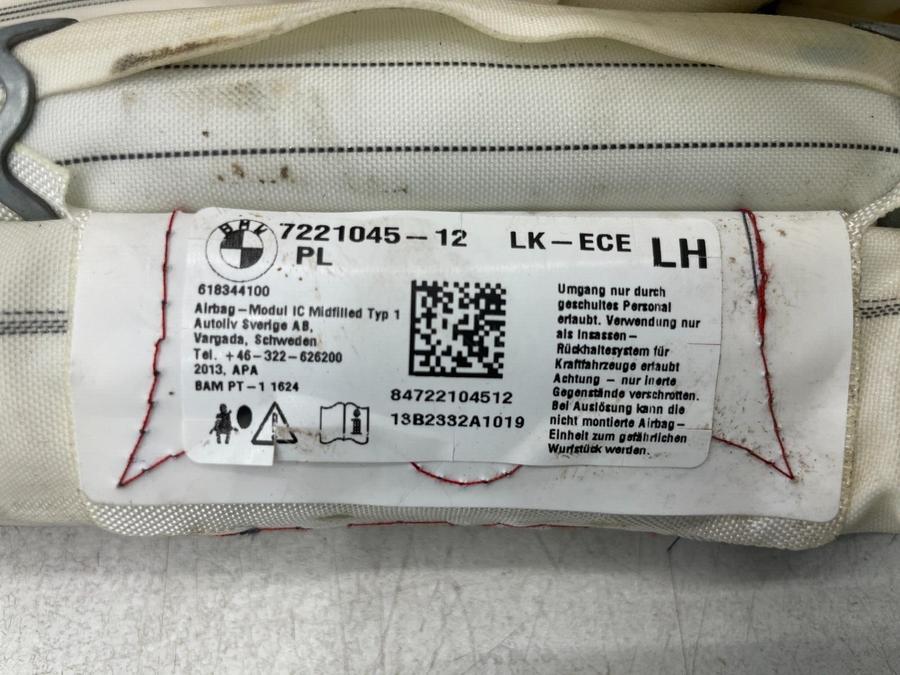 BMW
7221045-12 LK-ECE LH
PL
618344100
Airbag-Modul IC Midfilled Typ 1
Autoliv Sverige AB,
Vargada, Schweden
Tel. +46-322-626200
2013, APA
BAM PT-1 1624
84722104512
13B2332A1019
Umgang nur durch
geschultes Personal
erlaubt. Verwendung nur
als Insassen-
Rückhaltesystem für
Kraftfahrzeuge erlaubt
Achtung - nur inerte
Gegenstände verschrotten.
Bei Auslösung kann die
nicht montierte Airbag-
Einheit zum gefährlichen
Wurfstück werden.